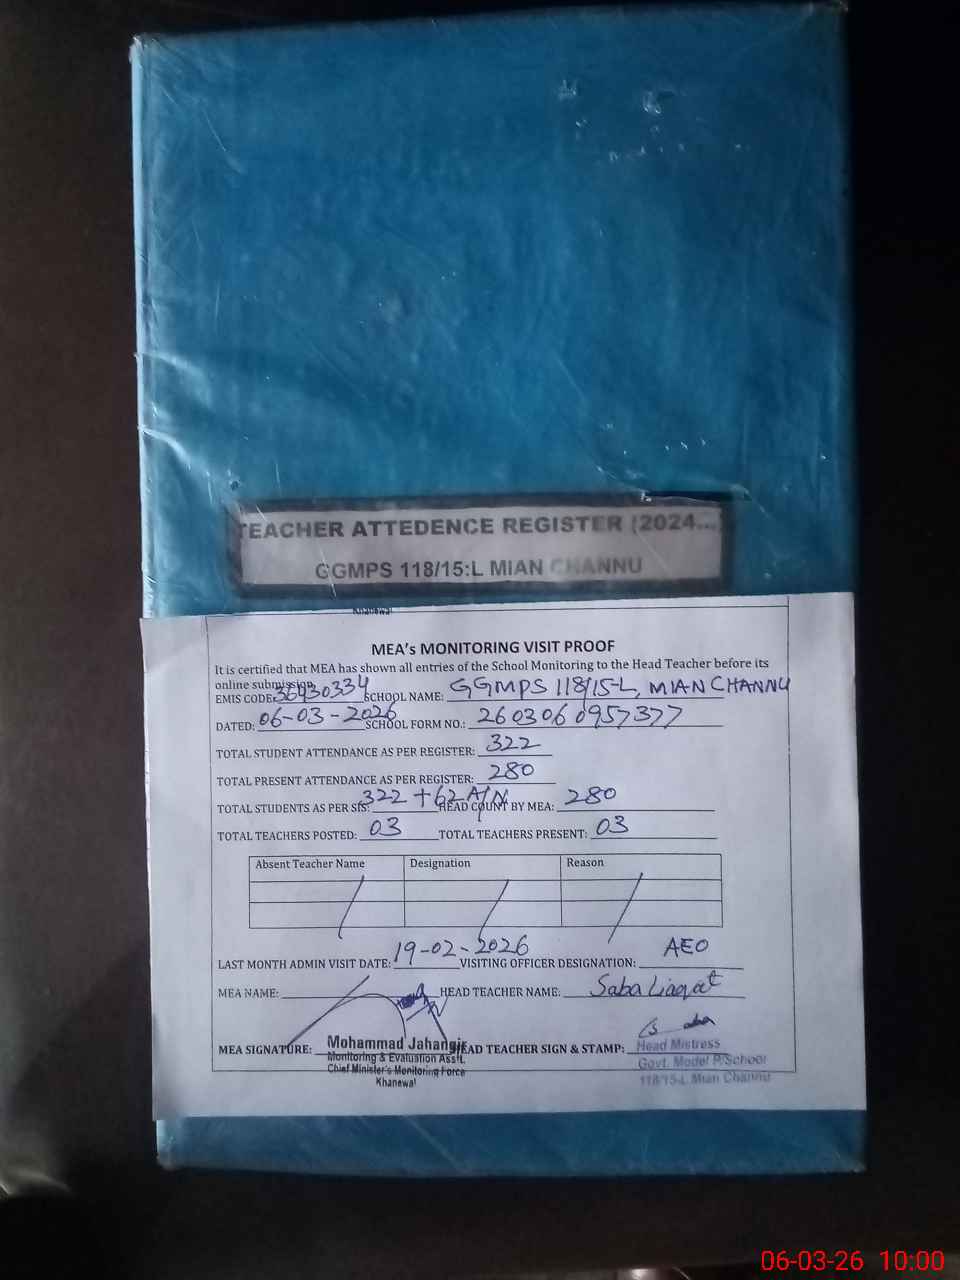 TEACHER ATTEDENCE REGISTER (2024...)
GGMPS 118/15:L MIAN CHANNU
Khanewal
MEA's MONITORING VISIT PROOF
It is certified that MEA has shown all entries of the School Monitoring to the Head Teacher before its
online submission.
EMIS CODE: 36430334 SCHOOL NAME: GGMPS 118/15-L, MIAN CHANNU
DATED: 06-03-2026 SCHOOL FORM NO.: 2603060957377
TOTAL STUDENT ATTENDANCE AS PER REGISTER: 322
TOTAL PRESENT ATTENDANCE AS PER REGISTER: 280
TOTAL STUDENTS AS PER SIS: 322 + 62 A/N HEAD COUNT BY MEA: 280
TOTAL TEACHERS POSTED: 03 TOTAL TEACHERS PRESENT: 03
Absent Teacher Name Designation Reason
LAST MONTH ADMIN VISIT DATE: 19-02-2026 VISITING OFFICER DESIGNATION: AEO
MEA NAME: HEAD TEACHER NAME: Saba Liaqat
MEA SIGNATURE: HEAD TEACHER SIGN & STAMP:
Mohammad Jahangir
Monitoring & Evaluation Asstt.
Chief Minister's Monitoring Force
Khanewal
Head Mistress
Govt. Model P/School
118/15-L Mian Channu
06-03-26 10:00